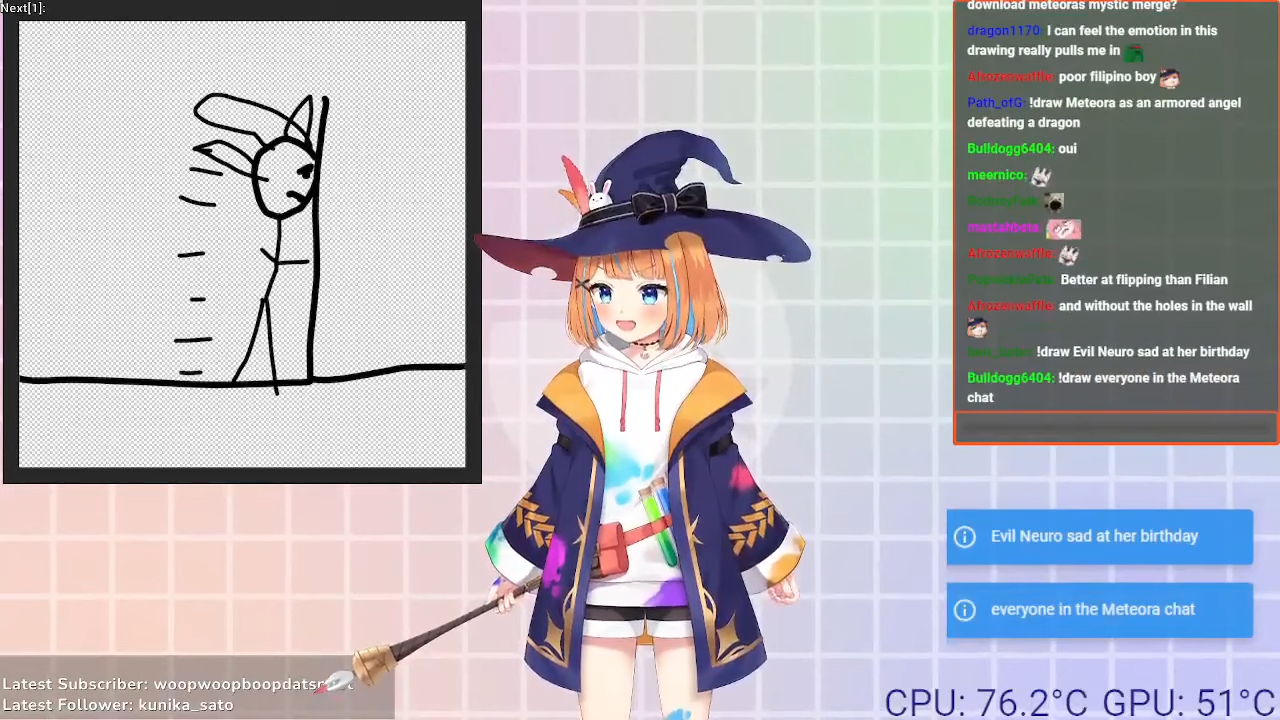 Next[1]:
download meteoras mystic merge?
dragon1170: I can feel the emotion in this
drawing really pulls me in
Afrozenwaffle: poor filipino boy
Path_ofG: !draw Meteora as an armored angel
defeating a dragon
Bulldogg6404: oui
meernico:
mastahbeta:
Afrozenwaffle:
Better at flipping than Filian
Afrozenwaffle: and without the holes in the wall
!draw Evil Neuro sad at her birthday
Bulldogg6404: !draw everyone in the Meteora
chat
Evil Neuro sad at her birthday
everyone in the Meteora chat
Latest Subscriber:
Latest Follower: kunika_sato
CPU: 76.2°C GPU: 51°C